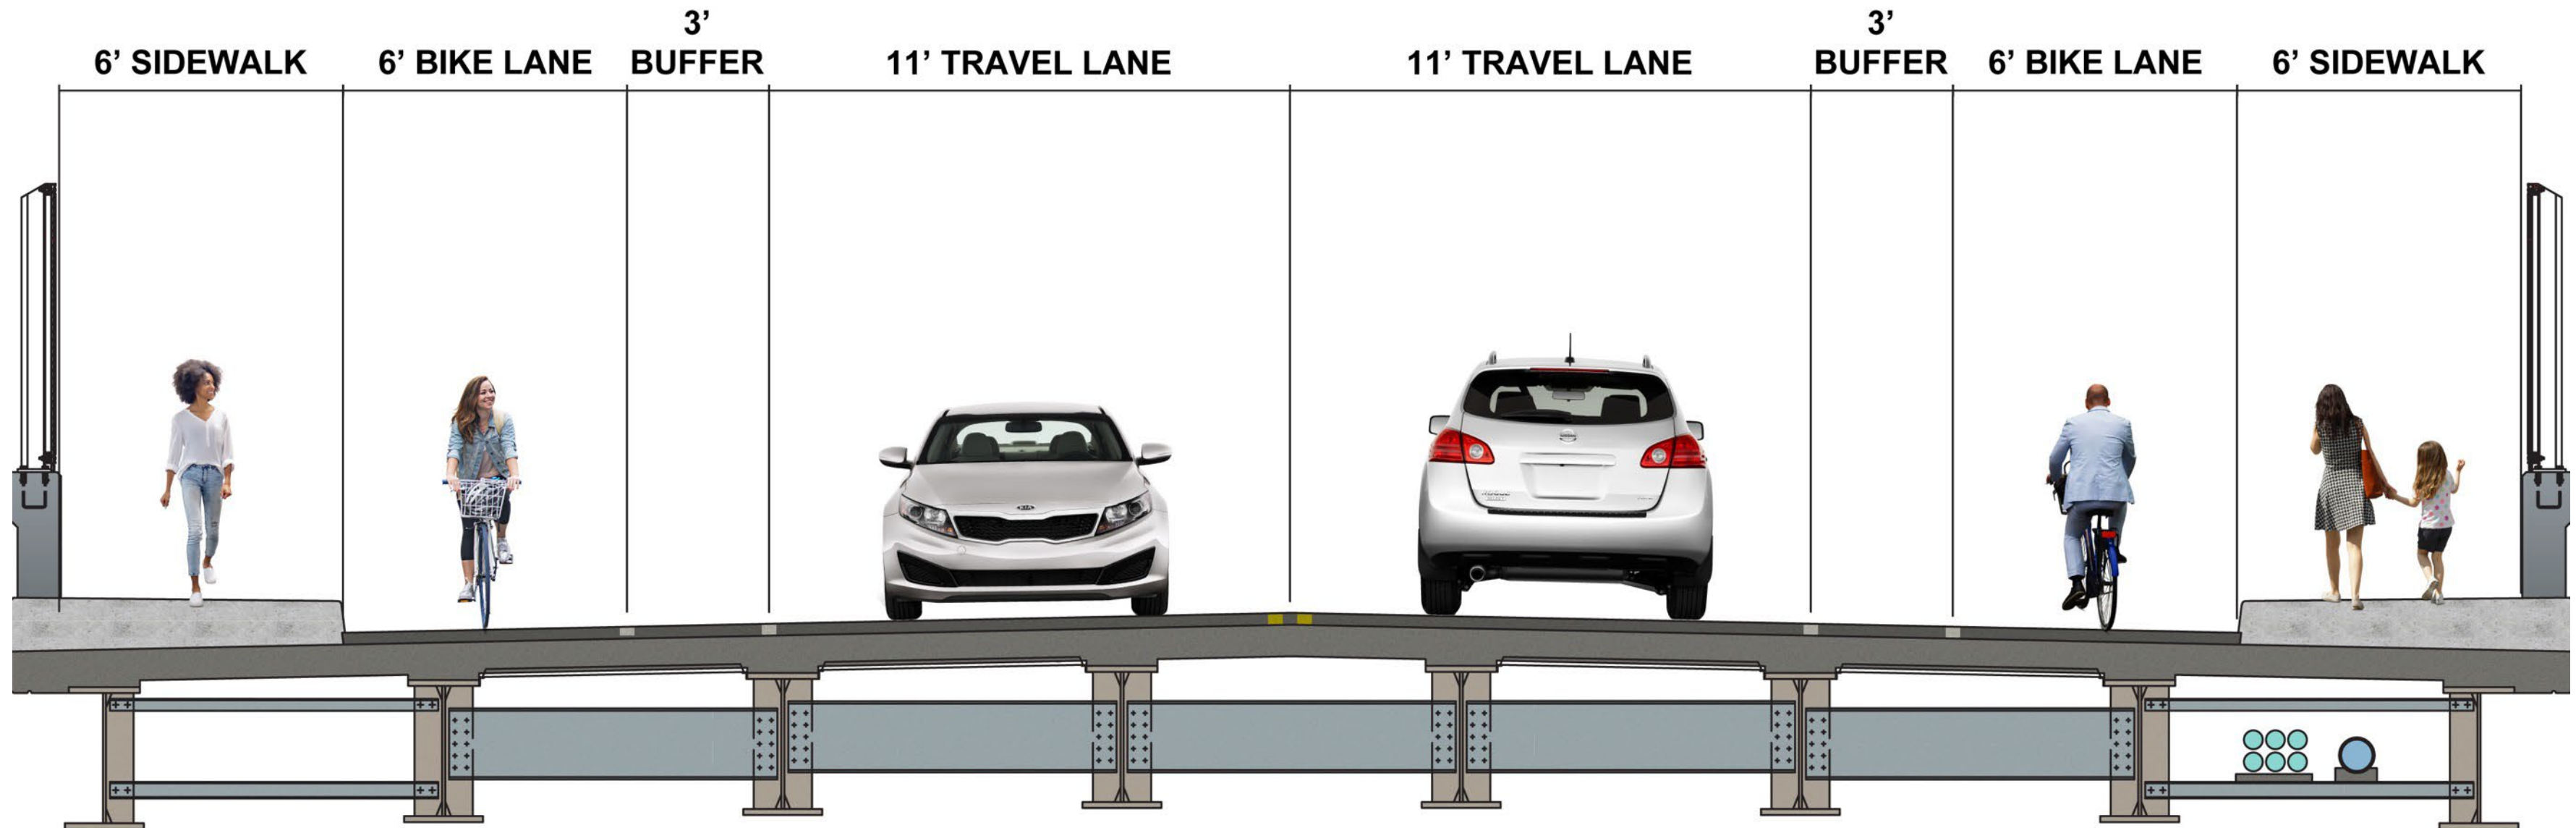 6’ SIDEWALK
6’ BIKE LANE
3’
BUFFER
11’ TRAVEL LANE
11’ TRAVEL LANE
3’
BUFFER
6’ BIKE LANE
6’ SIDEWALK